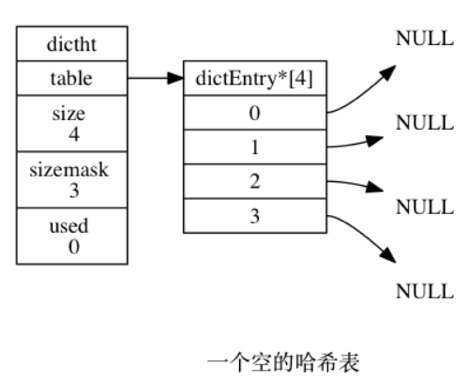 dictht
table
size
4
sizemask
3
used
0
dictEntry*[4]
0
1
2
3
NULL
NULL
NULL
NULL
一个空的哈希表